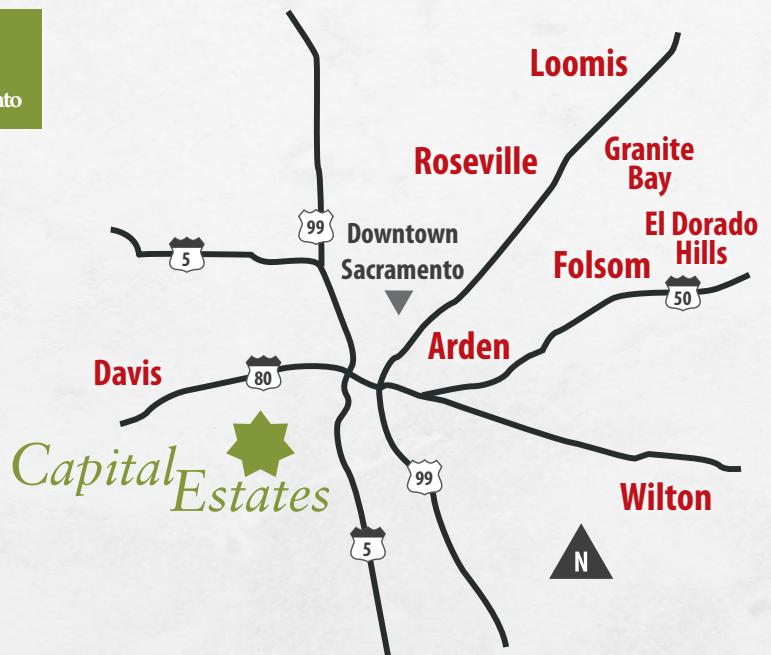 Loomis
Roseville
Granite
Bay
99
Downtown
Sacramento
El Dorado
Hills
5
Folsom
50
Arden
Davis
80
Capital
Estates
99
Wilton
5
N